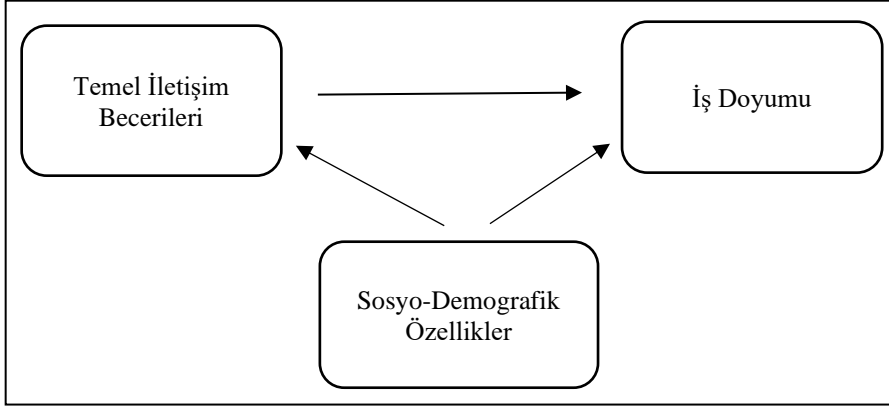 Temel İletişim
Becerileri
İş Doyumu
Sosyo-Demografik
Özellikler